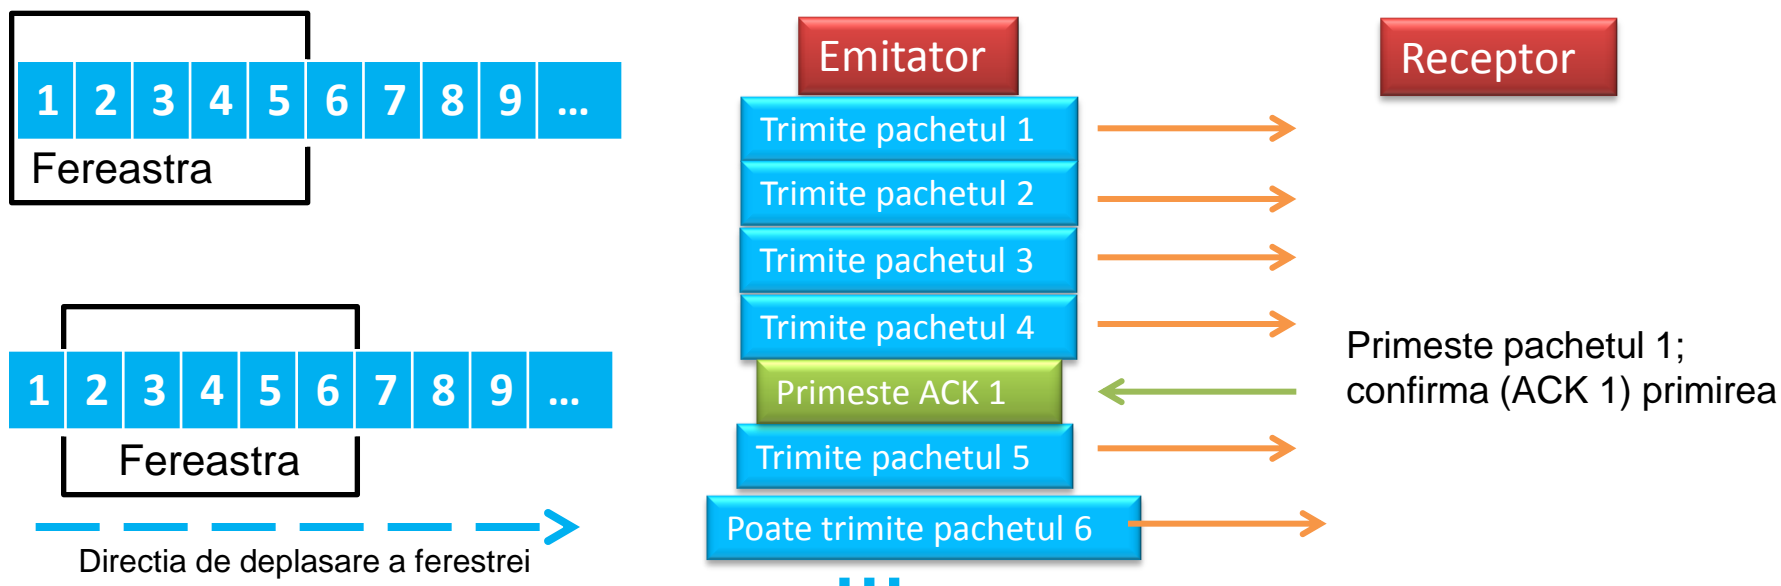 1 2 3 4 5 6 7 8 9 ...
Fereastra
1 2 3 4 5 6 7 8 9 ...
Fereastra
Directia de deplasare a ferestrei
Emitator
Trimite pachetul 1
Trimite pachetul 2
Trimite pachetul 3
Trimite pachetul 4
Primeste ACK 1
Trimite pachetul 5
Poate trimite pachetul 6
...
Receptor
Primeste pachetul 1;
confirma (ACK 1) primirea